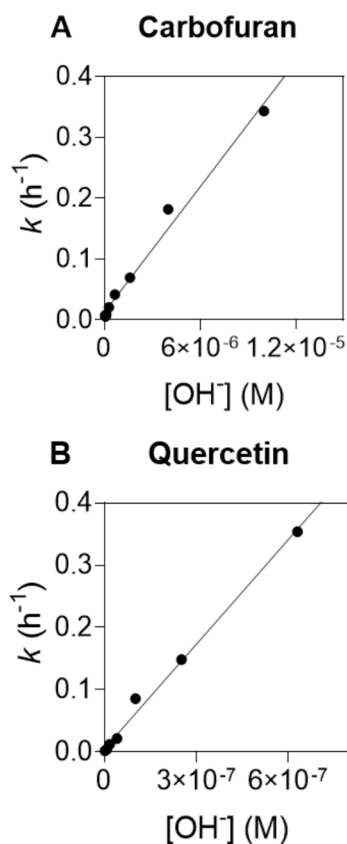 A Carbofuran
0.4
0.3
0.2
0.1
0.0
k (h⁻¹)
0 6×10⁻⁶ 1.2×10⁻⁵
[OH⁻] (M)
B Quercetin
0.4
0.3
0.2
0.1
0
k (h⁻¹)
0 3×10⁻⁷ 6×10⁻⁷
[OH⁻] (M)